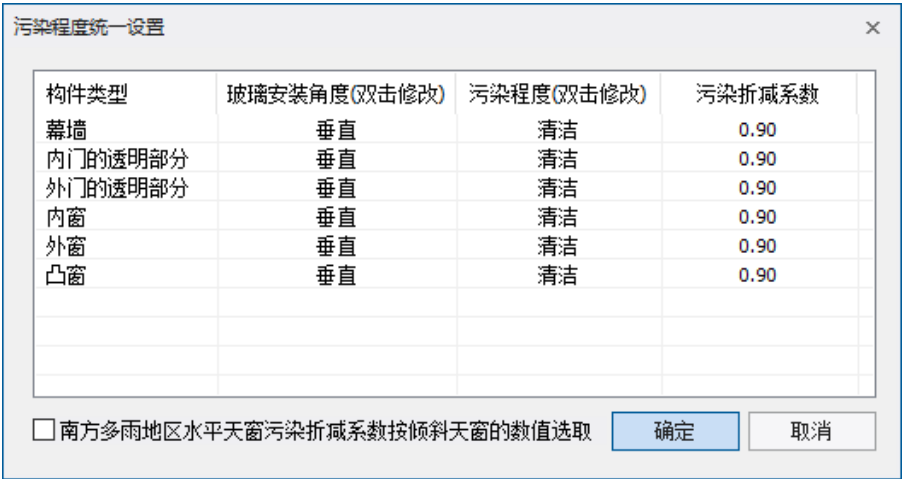 污染程度统一设置
构件类型 玻璃安装角度(双击修改) 污染程度(双击修改) 污染折减系数
幕墙 垂直 清洁 0.90
内门的透明部分 垂直 清洁 0.90
外门的透明部分 垂直 清洁 0.90
内窗 垂直 清洁 0.90
外窗 垂直 清洁 0.90
凸窗 垂直 清洁 0.90
南方多雨地区水平天窗污染折减系数按倾斜天窗的数值选取 确定 取消